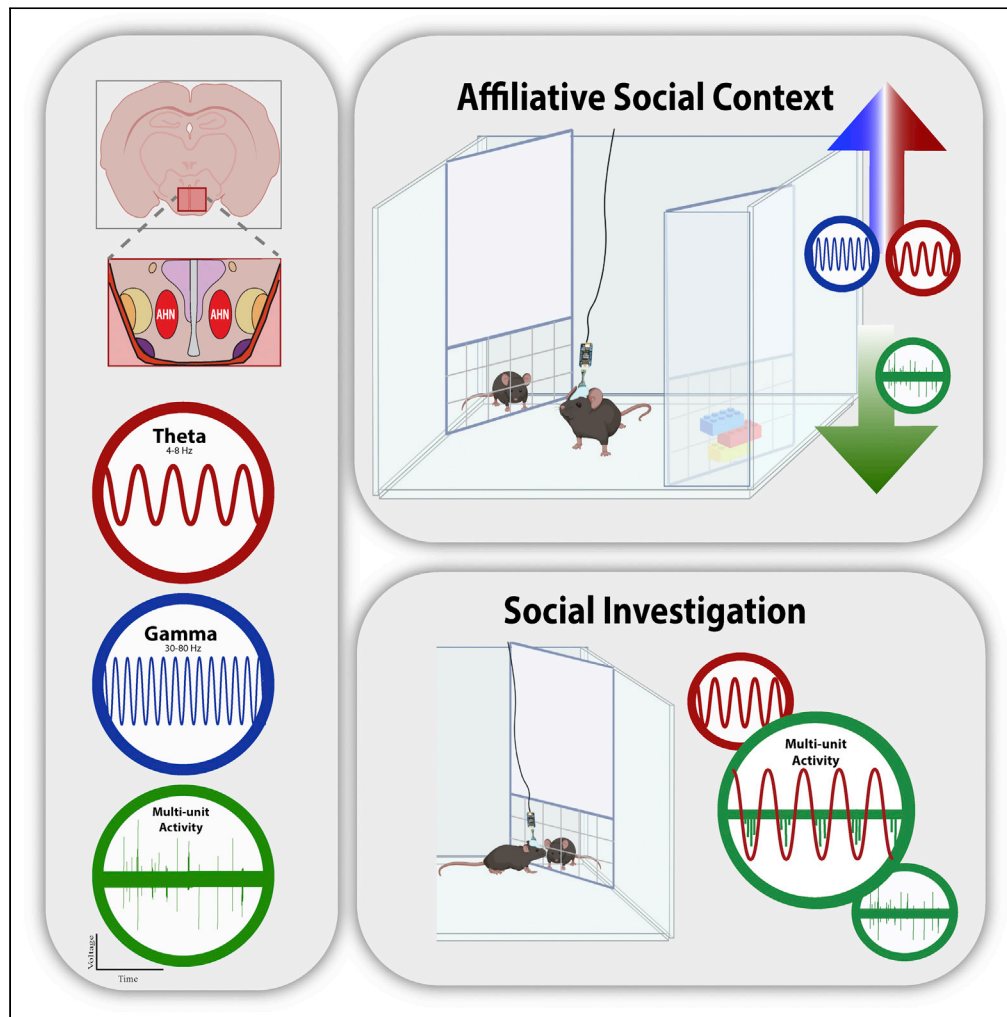 AHN
AHN
Theta
4-8 Hz
Gamma
30-80 Hz
Multi-unit
Activity
Voltage
Time
Affiliative Social Context
Social Investigation
Multi-unit
Activity